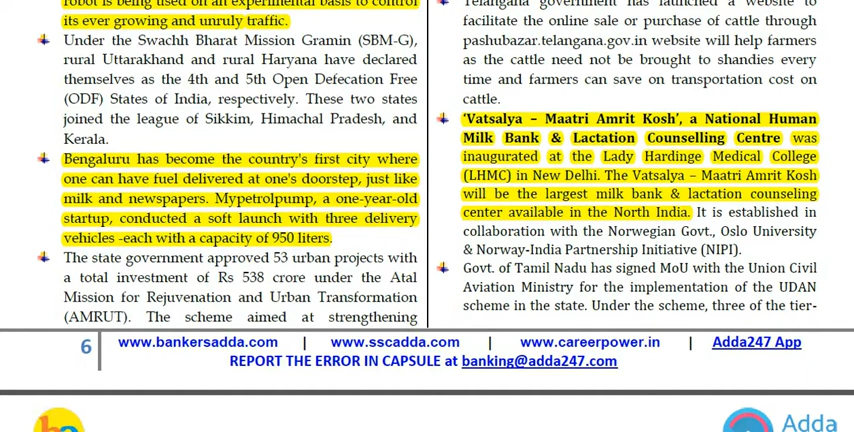 robot is being used on an experimental basis to control
its ever growing and unruly traffic.
Under the Swachh Bharat Mission Gramin (SBM-G),
rural Uttarakhand and rural Haryana have declared
themselves as the 4th and 5th Open Defecation Free
(ODF) States of India, respectively. These two states
joined the league of Sikkim, Himachal Pradesh, and
Kerala.
Bengaluru has become the country's first city where
one can have fuel delivered at one's doorstep, just like
milk and newspapers. Mypetrolpump, a one-year-old
startup, conducted a soft launch with three delivery
vehicles -each with a capacity of 950 liters.
The state government approved 53 urban projects with
a total investment of Rs 538 crore under the Atal
Mission for Rejuvenation and Urban Transformation
(AMRUT). The scheme aimed at strengthening
Telangana government has launched a website to
facilitate the online sale or purchase of cattle through
pashubazar.telangana.gov.in website will help farmers
as the cattle need not be brought to shandies every
time and farmers can save on transportation cost on
cattle.
'Vatsalya – Maatri Amrit Kosh', a National Human
Milk Bank & Lactation Counselling Centre was
inaugurated at the Lady Hardinge Medical College
(LHMC) in New Delhi. The Vatsalya – Maatri Amrit Kosh
will be the largest milk bank & lactation counseling
center available in the North India. It is established in
collaboration with the Norwegian Govt., Oslo University
& Norway-India Partnership Initiative (NIPI).
Govt. of Tamil Nadu has signed MoU with the Union Civil
Aviation Ministry for the implementation of the UDAN
scheme in the state. Under the scheme, three of the tier-
6 www.bankersadda.com | www.sscadda.com | www.careerpower.in | Adda247 App
REPORT THE ERROR IN CAPSULE at banking@adda247.com
Adda